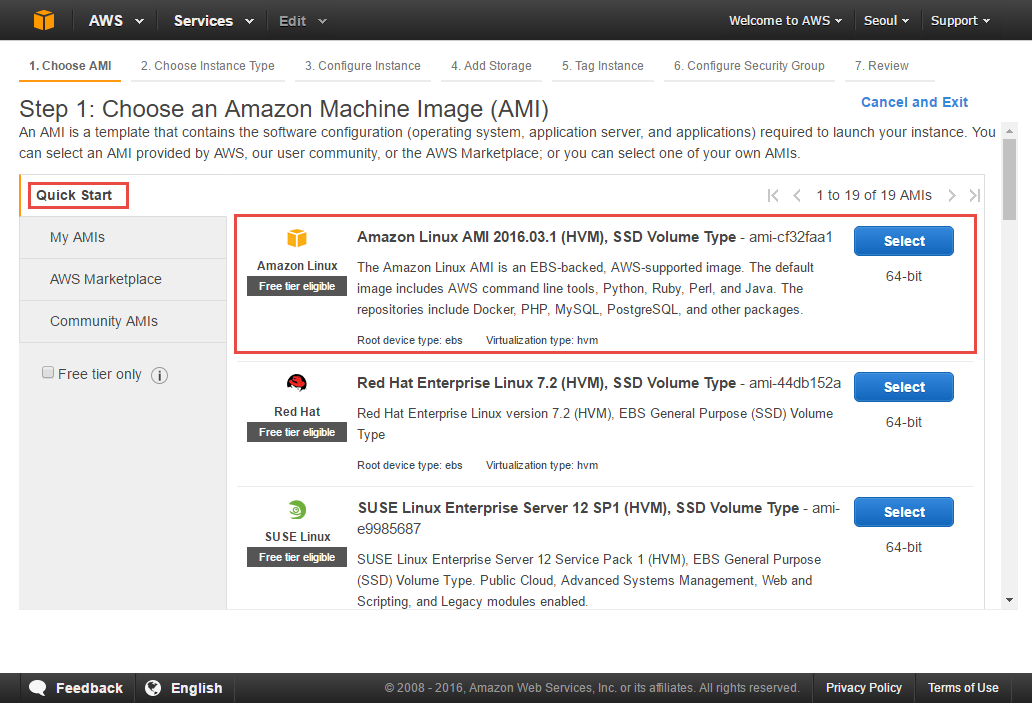 AWS Services Edit Welcome to AWS Seoul Support
1. Choose AMI 2. Choose Instance Type 3. Configure Instance 4. Add Storage 5. Tag Instance 6. Configure Security Group 7. Review
Step 1: Choose an Amazon Machine Image (AMI)
Cancel and Exit
An AMI is a template that contains the software configuration (operating system, application server, and applications) required to launch your instance. You
can select an AMI provided by AWS, our user community, or the AWS Marketplace; or you can select one of your own AMIs.
Quick Start
My AMIs
AWS Marketplace
Community AMIs
Free tier only
1 to 19 of 19 AMIs
Amazon Linux
Free tier eligible
Amazon Linux AMI 2016.03.1 (HVM), SSD Volume Type - ami-cf32faa1
The Amazon Linux AMI is an EBS-backed, AWS-supported image. The default
image includes AWS command line tools, Python, Ruby, Perl, and Java. The
repositories include Docker, PHP, MySQL, PostgreSQL, and other packages.
Root device type: ebs Virtualization type: hvm
Select
64-bit
Red Hat
Free tier eligible
Red Hat Enterprise Linux 7.2 (HVM), SSD Volume Type - ami-44db152a
Red Hat Enterprise Linux version 7.2 (HVM), EBS General Purpose (SSD) Volume
Type
Root device type: ebs Virtualization type: hvm
Select
64-bit
SUSE Linux
Free tier eligible
SUSE Linux Enterprise Server 12 SP1 (HVM), SSD Volume Type - ami-
e9985687
SUSE Linux Enterprise Server 12 Service Pack 1 (HVM), EBS General Purpose
(SSD) Volume Type. Public Cloud, Advanced Systems Management, Web and
Scripting, and Legacy modules enabled.
Select
64-bit
Feedback English © 2008 - 2016, Amazon Web Services, Inc. or its affiliates. All rights reserved. Privacy Policy Terms of Use